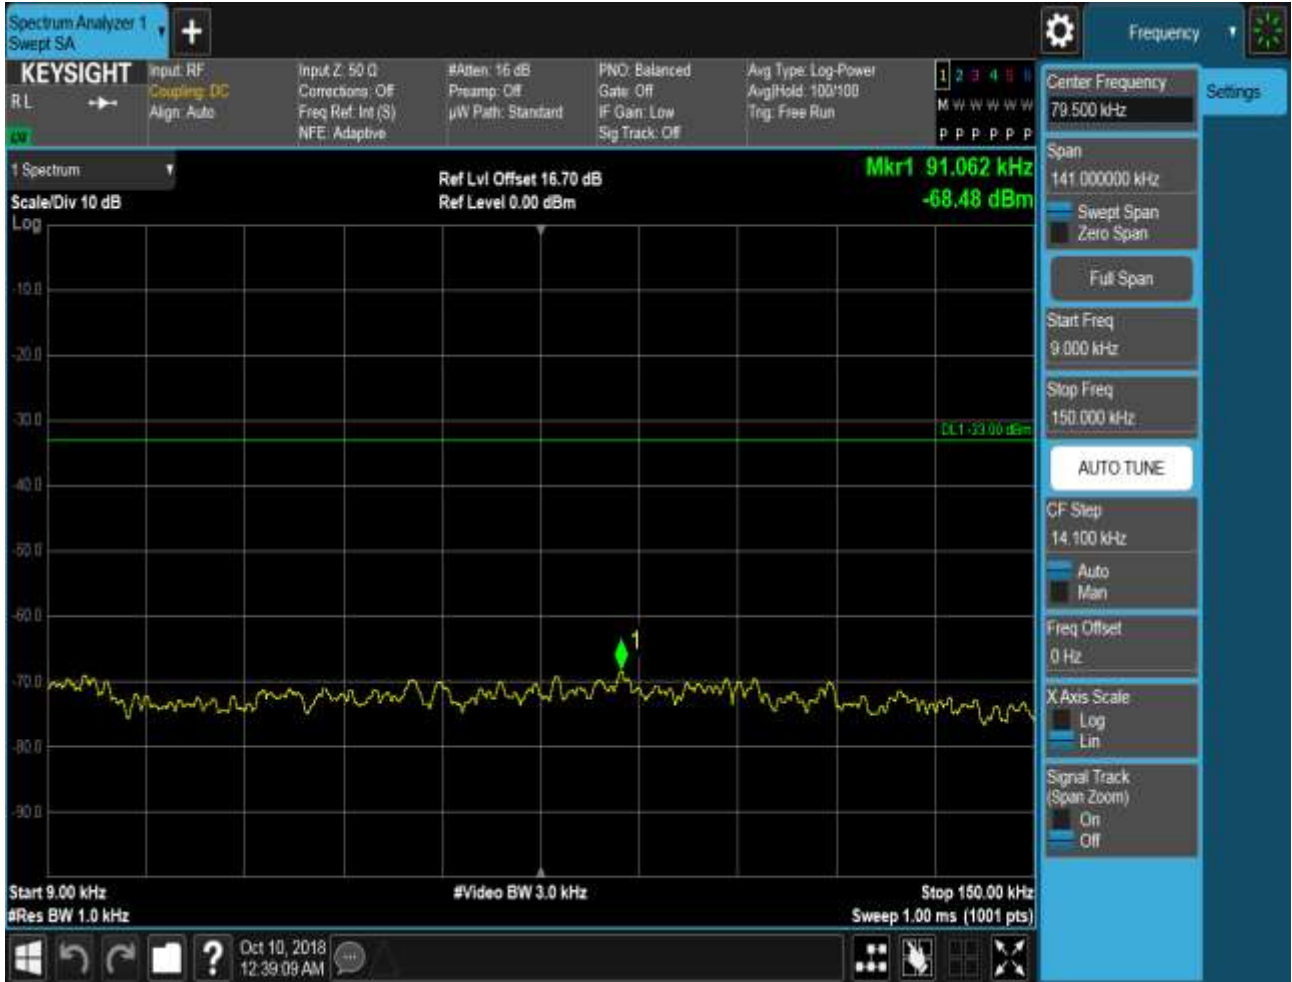 Spectrum Analyzer 1
Swept SA
Frequency
KEYSIGHT
R L
Input: RF
Coupling: DC
Align: Auto
Input Z: 50 Ω
Corrections: Off
Freq Ref: Int (S)
NFE: Adaptive
#Atten: 16 dB
Preamp: Off
µW Path: Standard
PNO: Balanced
Gate: Off
IF Gain: Low
Sig Track: Off
Avg Type: Log-Power
Avg|Hold: 100/100
Trig: Free Run
1 2 3 4 5 6
M W W W W W
P P P P P P
1 Spectrum
Scale/Div 10 dB
Log
Ref Lvl Offset 16.70 dB
Ref Level 0.00 dBm
Mkr1 91.062 kHz
-68.48 dBm
-10.0
-20.0
-30.0
DL1 -33.00 dBm
-40.0
-50.0
-60.0
1
-70.0
-80.0
-90.0
Start 9.00 kHz
#Res BW 1.0 kHz
#Video BW 3.0 kHz
Stop 150.00 kHz
Sweep 1.00 ms (1001 pts)
Center Frequency
79.500 kHz
Settings
Span
141.000000 kHz
Swept Span
Zero Span
Full Span
Start Freq
9.000 kHz
Stop Freq
150.000 kHz
AUTO TUNE
CF Step
14.100 kHz
Auto
Man
Freq Offset
0 Hz
X Axis Scale
Log
Lin
Signal Track
(Span Zoom)
On
Off
?
Oct 10, 2018
12:39:09 AM